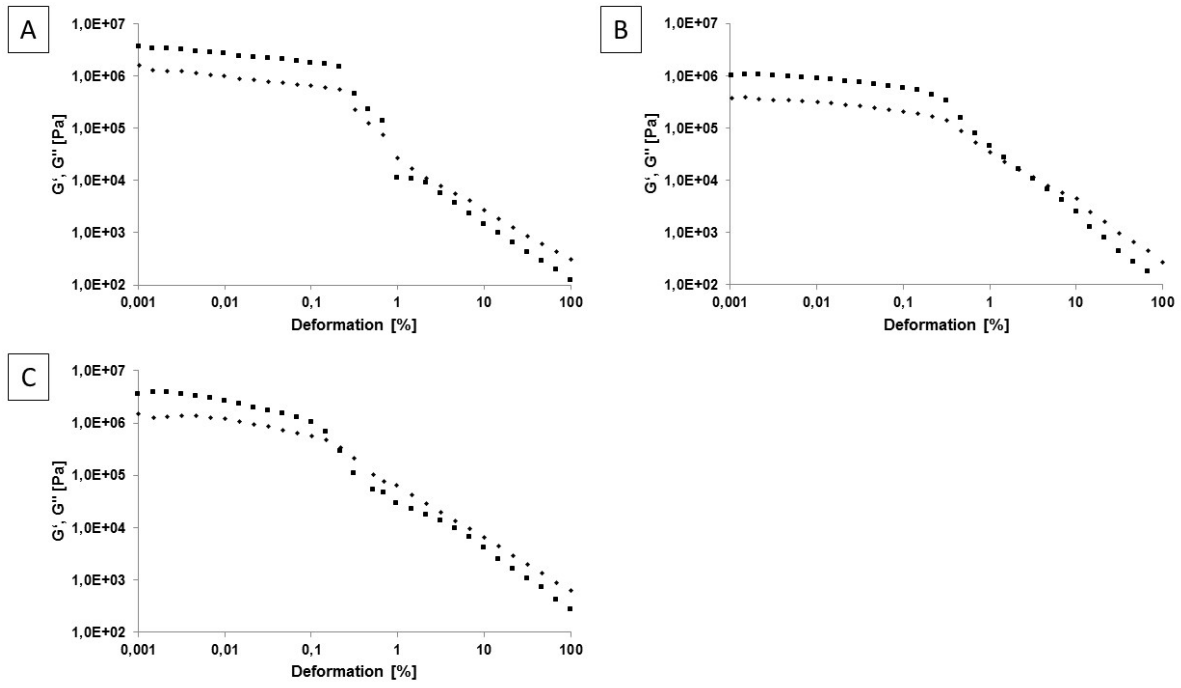 A
1,0E+07
1,0E+06
1,0E+05
1,0E+04
1,0E+03
1,0E+02
G‘, G'' [Pa]
0,001 0,01 0,1 1 10 100
Deformation [%]
B
1,0E+07
1,0E+06
1,0E+05
1,0E+04
1,0E+03
1,0E+02
G‘, G'' [Pa]
0,001 0,01 0,1 1 10 100
Deformation [%]
C
1,0E+07
1,0E+06
1,0E+05
1,0E+04
1,0E+03
1,0E+02
G‘, G'' [Pa]
0,001 0,01 0,1 1 10 100
Deformation [%]